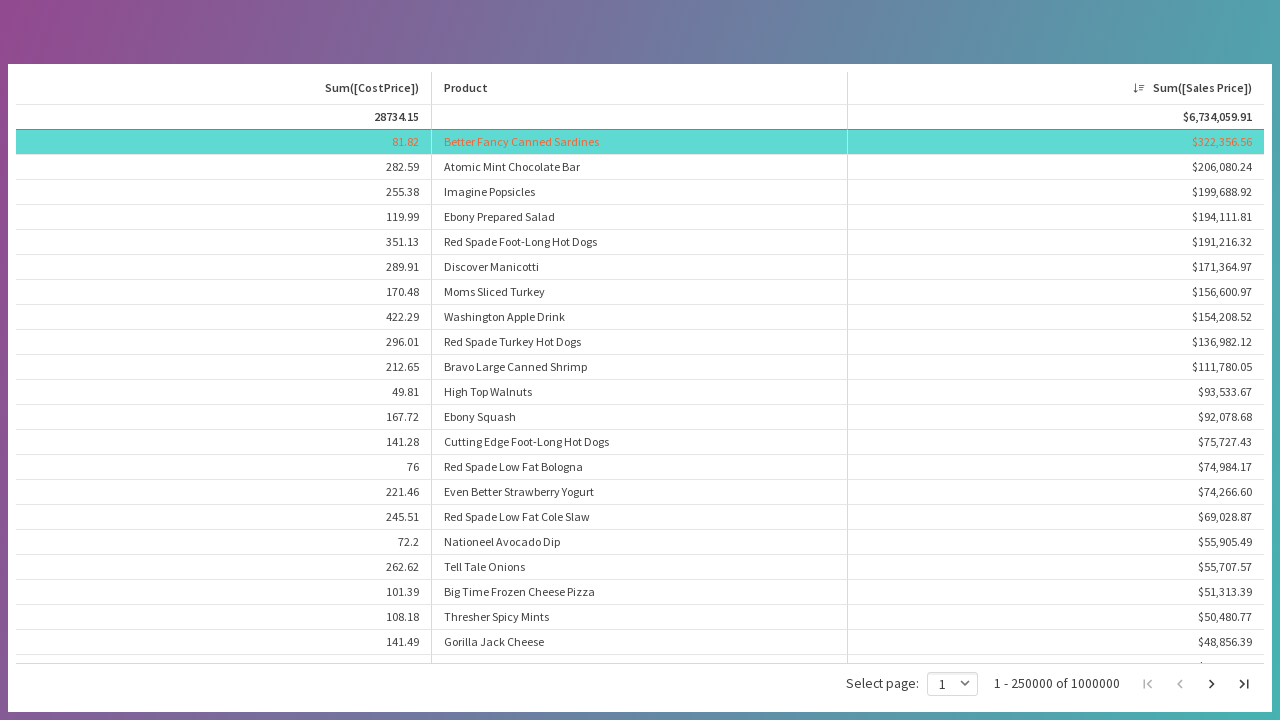 Sum([CostPrice]) Product Sum([Sales Price])
28734.15 $6,734,059.91
81.82 Better Fancy Canned Sardines $322,356.56
282.59 Atomic Mint Chocolate Bar $206,080.24
255.38 Imagine Popsicles $199,688.92
119.99 Ebony Prepared Salad $194,111.81
351.13 Red Spade Foot-Long Hot Dogs $191,216.32
289.91 Discover Manicotti $171,364.97
170.48 Moms Sliced Turkey $156,600.97
422.29 Washington Apple Drink $154,208.52
296.01 Red Spade Turkey Hot Dogs $136,982.12
212.65 Bravo Large Canned Shrimp $111,780.05
49.81 High Top Walnuts $93,533.67
167.72 Ebony Squash $92,078.68
141.28 Cutting Edge Foot-Long Hot Dogs $75,727.43
76 Red Spade Low Fat Bologna $74,984.17
221.46 Even Better Strawberry Yogurt $74,266.60
245.51 Red Spade Low Fat Cole Slaw $69,028.87
72.2 Nationeel Avocado Dip $55,905.49
262.62 Tell Tale Onions $55,707.57
101.39 Big Time Frozen Cheese Pizza $51,313.39
108.18 Thresher Spicy Mints $50,480.77
141.49 Gorilla Jack Cheese $48,856.39
Select page: 1 1 - 250000 of 1000000